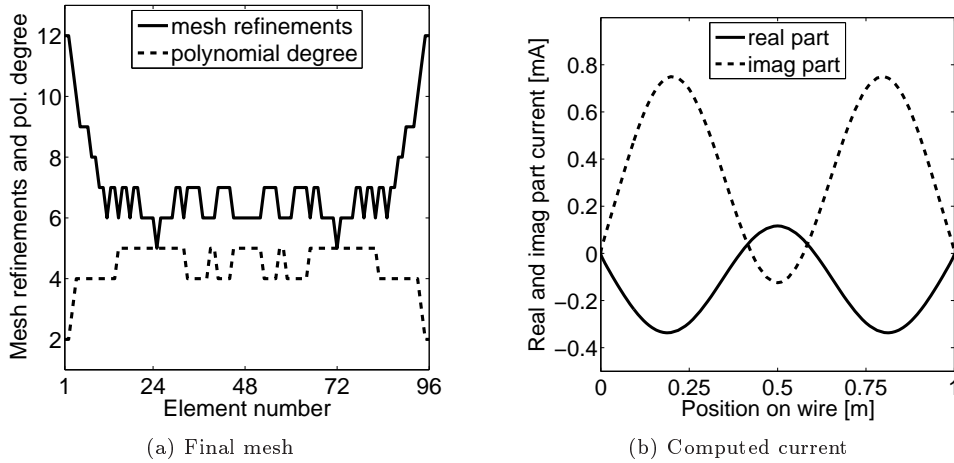 mesh refinements
polynomial degree
Mesh refinements and pol. degree
12
10
8
6
4
2
1
24
48
72
96
Element number
(a) Final mesh
real part
imag part
Real and imag part current [mA]
0.8
0.6
0.4
0.2
0
−0.2
−0.4
0
0.25
0.5
0.75
1
Position on wire [m]
(b) Computed current